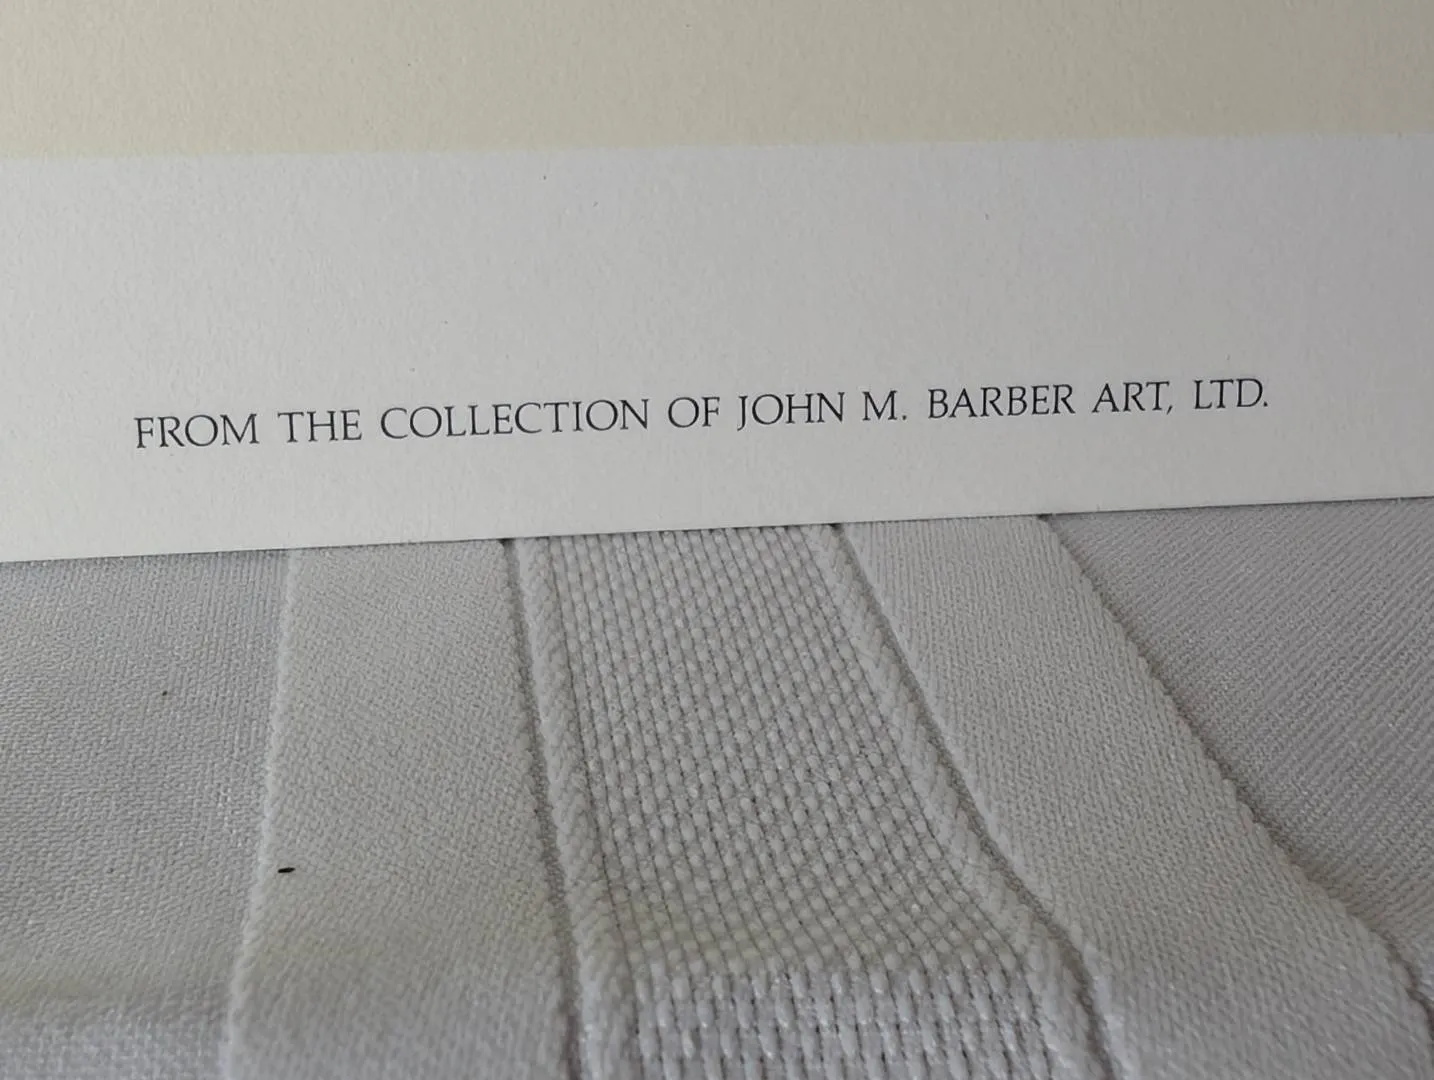 FROM THE COLLECTION OF JOHN M. BARBER ART, LTD.